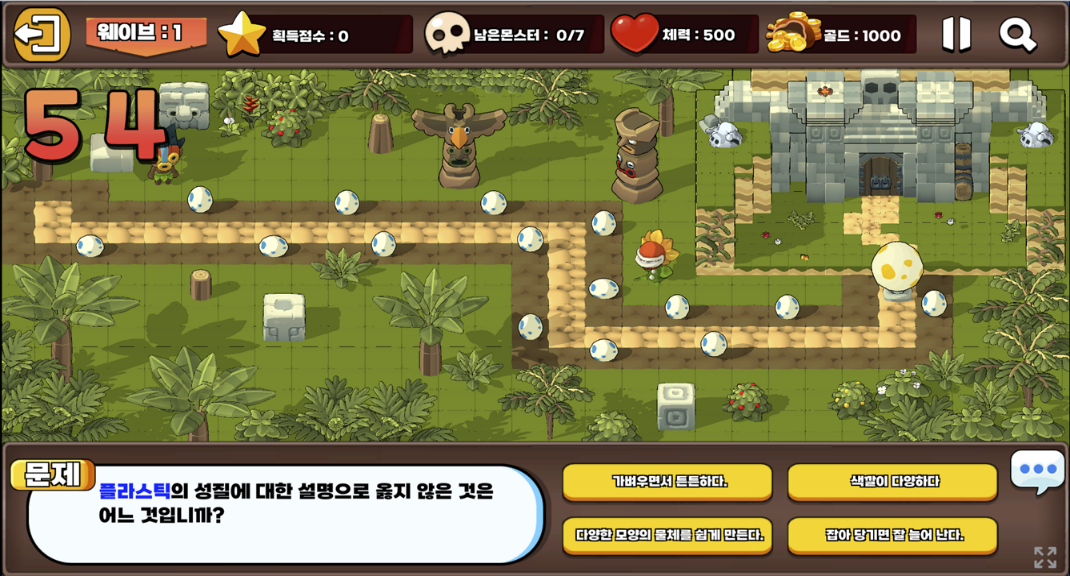 웨이브 : 1
획득점수 : 0
남은몬스터 : 0/7
체력 : 500
골드 : 1000
54
문제
플라스틱의 성질에 대한 설명으로 옳지 않은 것은
어느 것입니까?
가벼우면서 튼튼하다.
색깔이 다양하다
다양한 모양의 물체를 쉽게 만든다.
잡아 당기면 잘 늘어 난다.